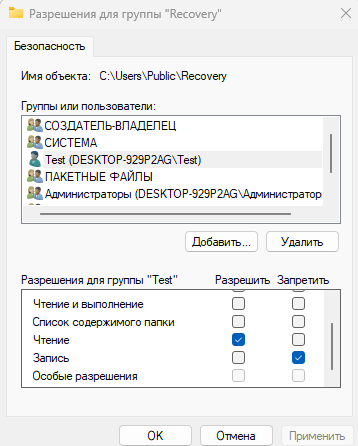 Разрешения для группы "Recovery"
Безопасность
Имя объекта: C:\Users\Public\Recovery
Группы или пользователи:
СОЗДАТЕЛЬ-ВЛАДЕЛЕЦ
СИСТЕМА
Test (DESKTOP-929P2AG\Test)
ПАКЕТНЫЕ ФАЙЛЫ
Администраторы (DESKTOP-929P2AG\Администратор
Добавить... Удалить
Разрешения для группы "Test" Разрешить Запретить
Чтение и выполнение
Список содержимого папки
Чтение
Запись
Особые разрешения
ОК Отмена Применить